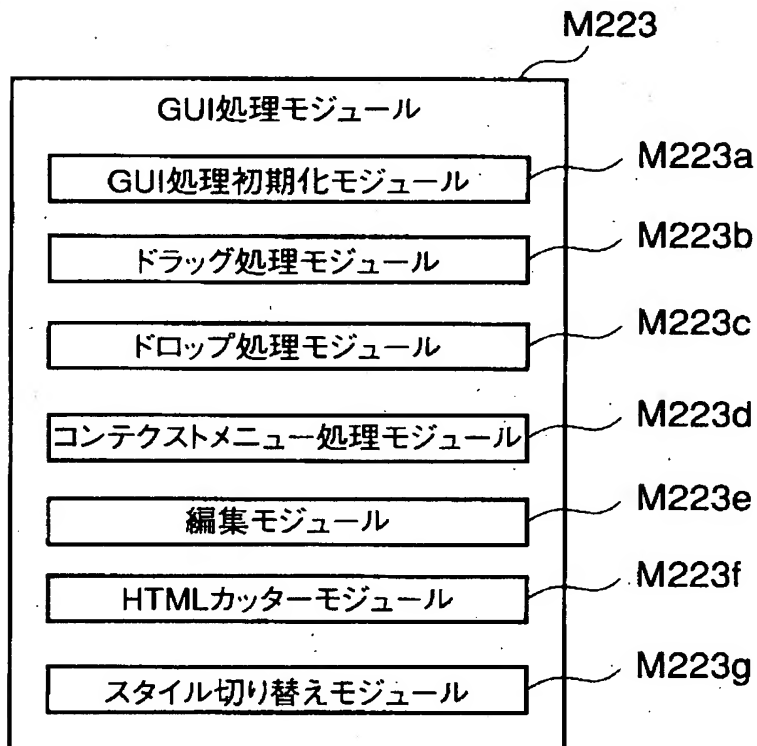 M223
GUI処理モジュール
GUI処理初期化モジュール M223a
ドラッグ処理モジュール M223b
ドロップ処理モジュール M223c
コンテクストメニュー処理モジュール M223d
編集モジュール M223e
HTMLカッターモジュール M223f
スタイル切り替えモジュール M223g